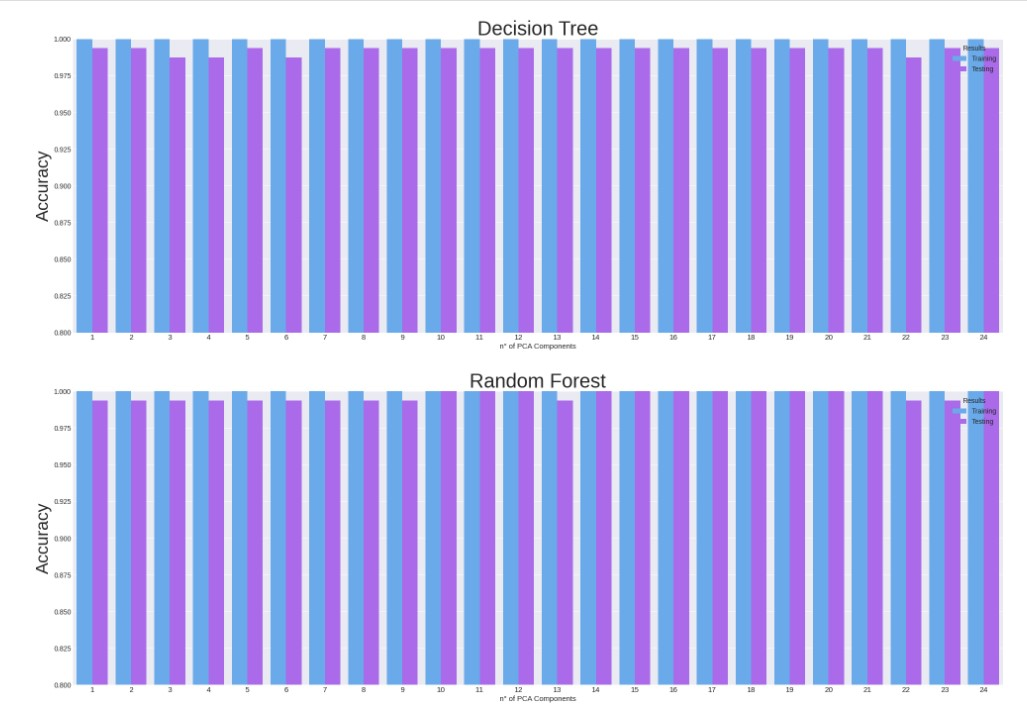 Decision Tree
Accuracy
1.000
0.975
0.950
0.925
0.900
0.875
0.850
0.825
0.800
Results
Training
Testing
1 2 3 4 5 6 7 8 9 10 11 12 13 14 15 16 17 18 19 20 21 22 23 24
n° of PCA Components
Random Forest
Accuracy
1.000
0.975
0.950
0.925
0.900
0.875
0.850
0.825
0.800
Results
Training
Testing
1 2 3 4 5 6 7 8 9 10 11 12 13 14 15 16 17 18 19 20 21 22 23 24
n° of PCA Components